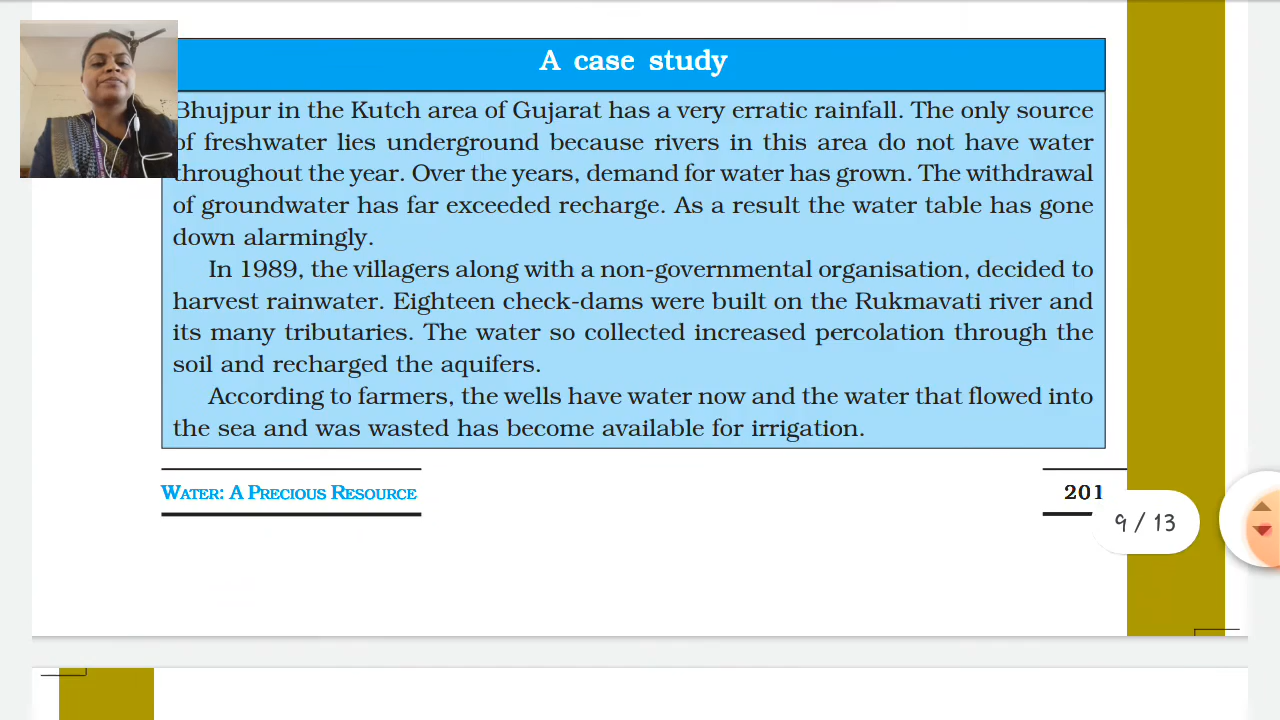 A case study
Bhujpur in the Kutch area of Gujarat has a very erratic rainfall. The only source
of freshwater lies underground because rivers in this area do not have water
throughout the year. Over the years, demand for water has grown. The withdrawal
of groundwater has far exceeded recharge. As a result the water table has gone
down alarmingly.
In 1989, the villagers along with a non-governmental organisation, decided to
harvest rainwater. Eighteen check-dams were built on the Rukmavati river and
its many tributaries. The water so collected increased percolation through the
soil and recharged the aquifers.
According to farmers, the wells have water now and the water that flowed into
the sea and was wasted has become available for irrigation.
WATER: A PRECIOUS RESOURCE
201
9 / 13